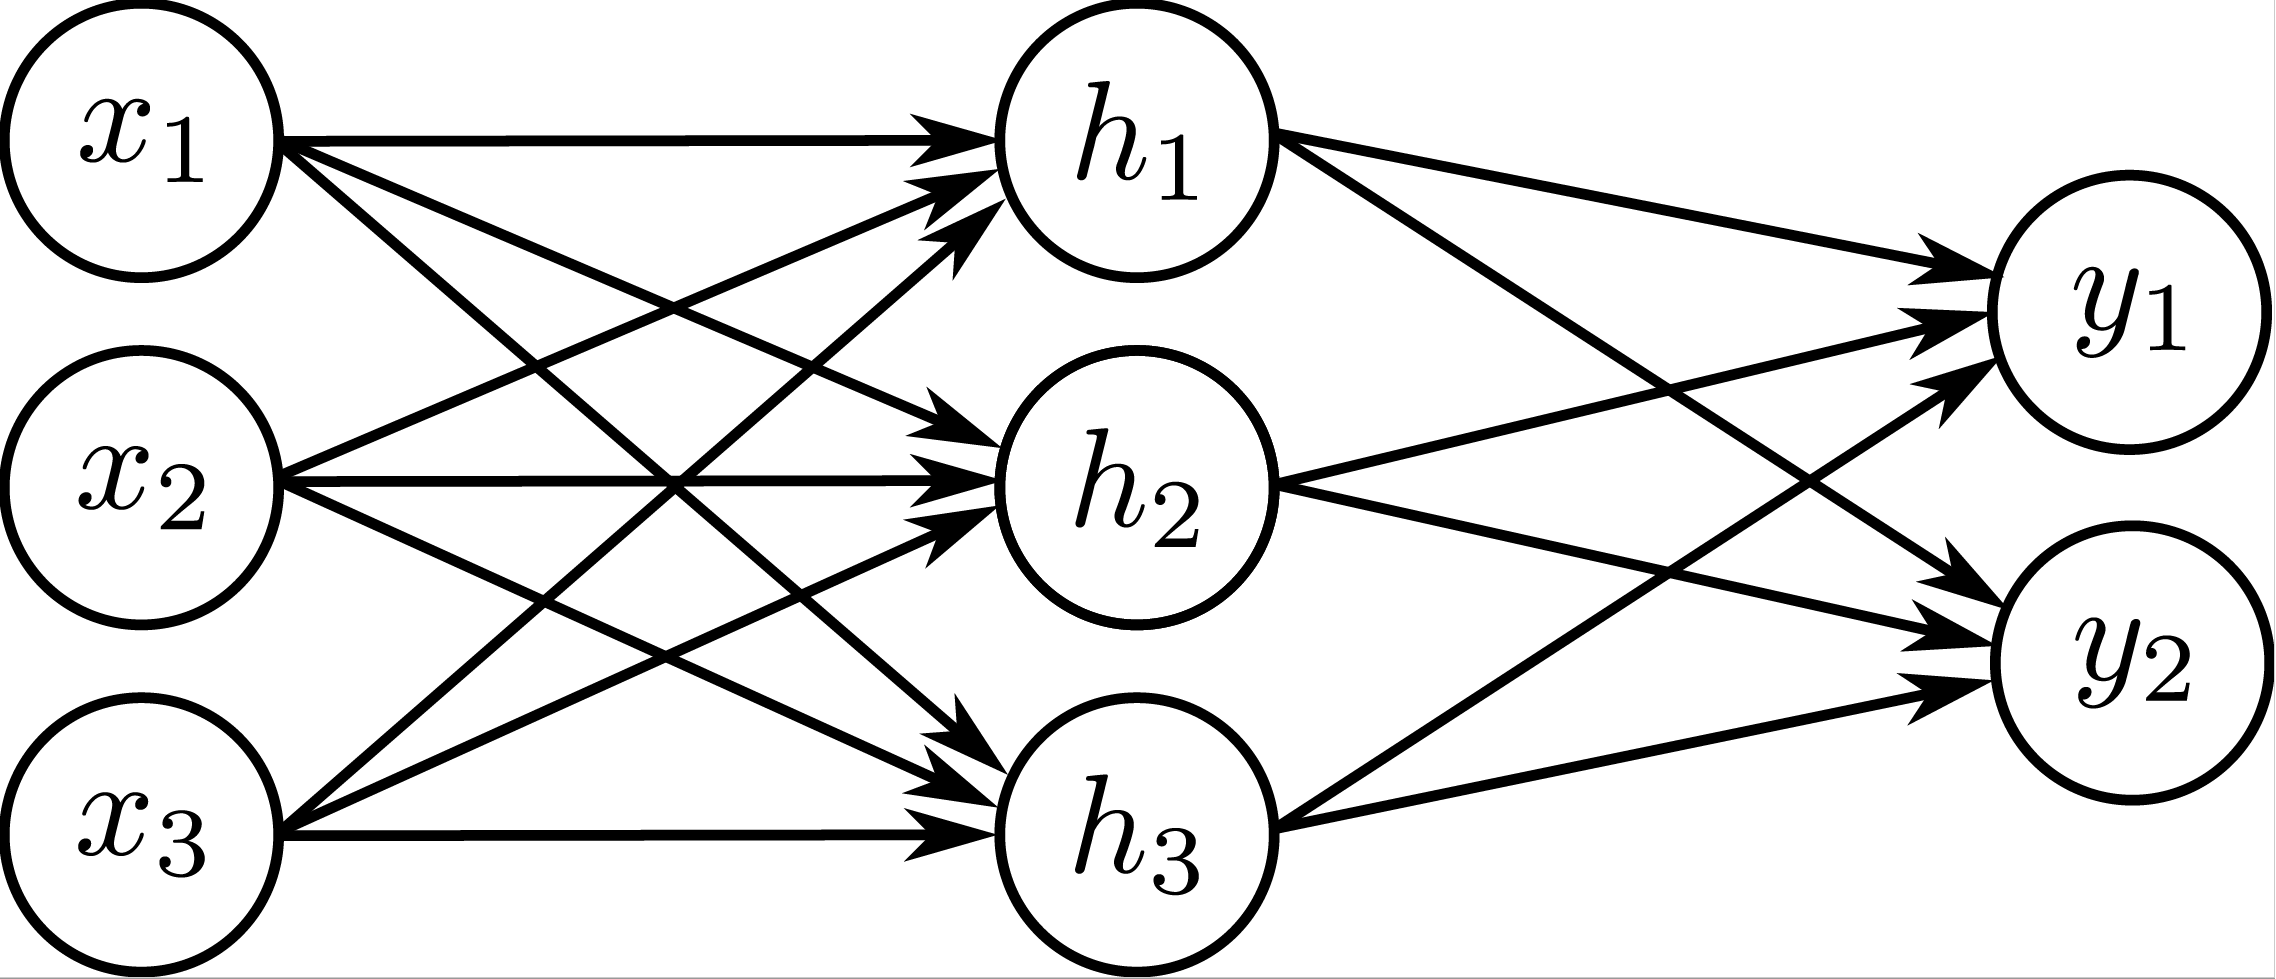 x₁ h₁
y₁
x₂ h₂
y₂
x₃ h₃